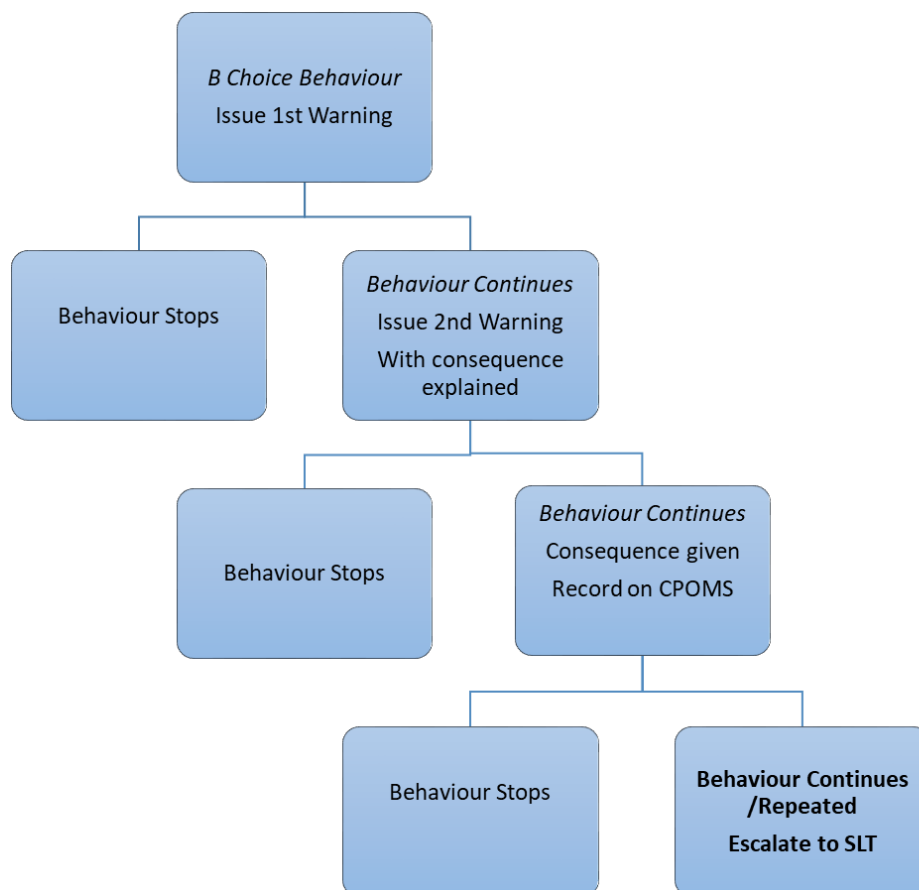 B Choice Behaviour
Issue 1st Warning
Behaviour Stops
Behaviour Continues
Issue 2nd Warning
With consequence
explained
Behaviour Stops
Behaviour Continues
Consequence given
Record on CPOMS
Behaviour Stops
Behaviour Continues
/Repeated
Escalate to SLT